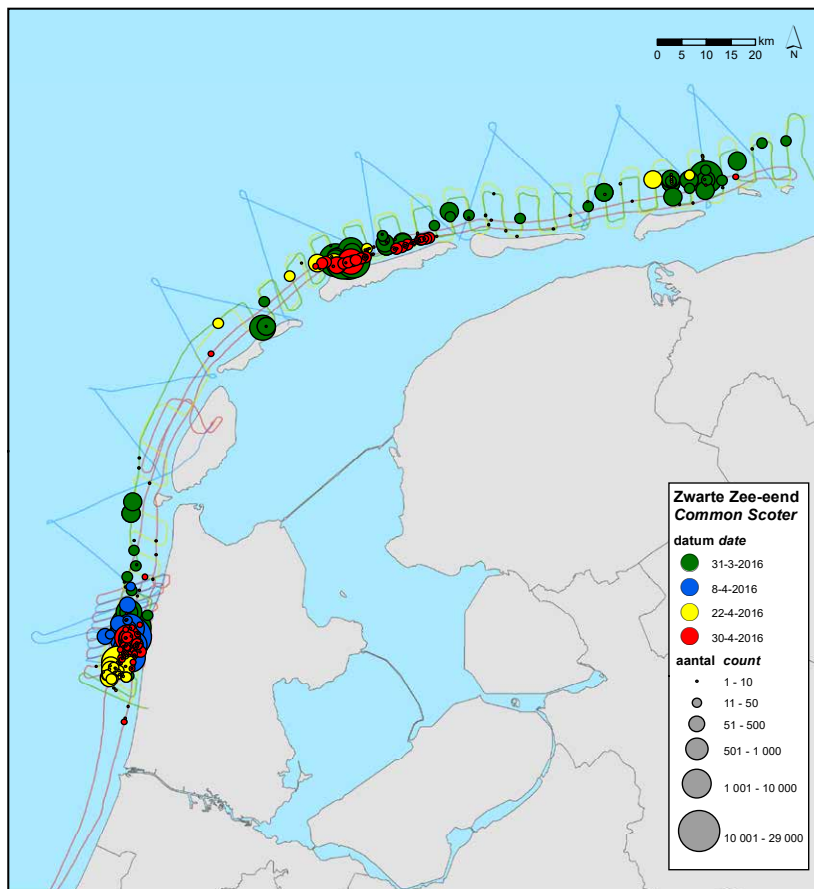 km
0 5 10 20
N
Zwarte Zee-eend
Common Scoter
datum date
31-3-2016
8-4-2016
22-4-2016
30-4-2016
aantal count
1 - 10
11 - 50
51 - 500
501 - 1 000
1 001 - 10 000
10 001 - 29 000